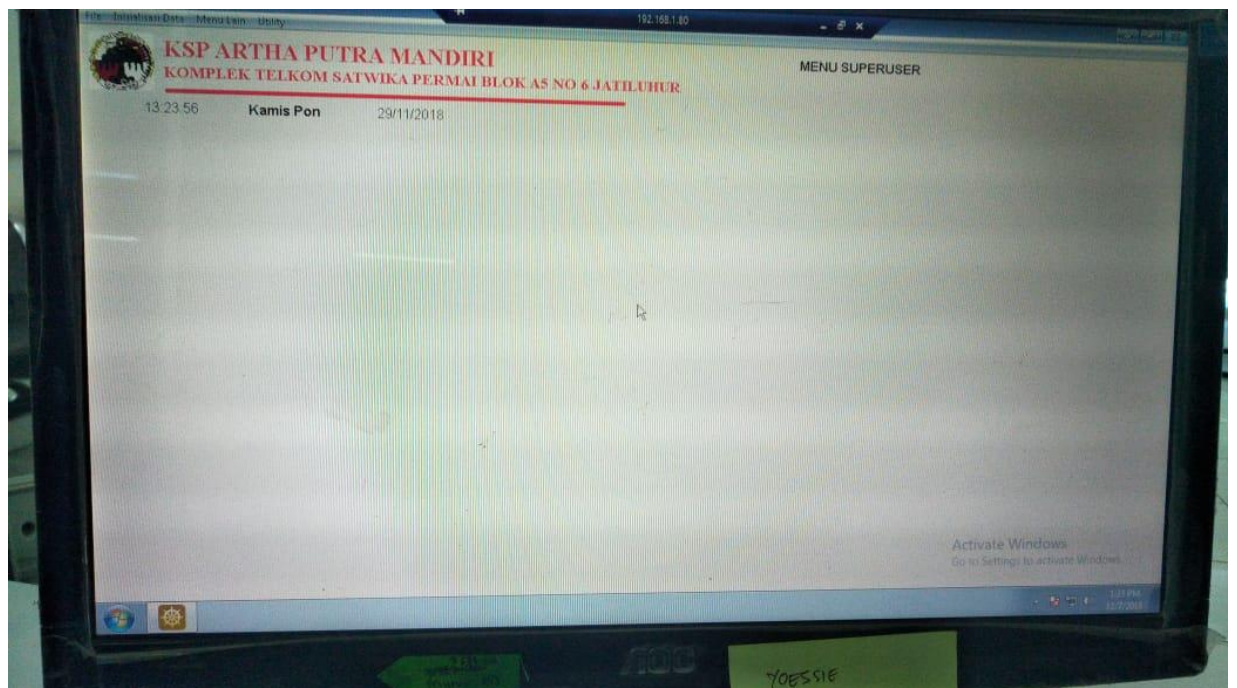 File Inisialisasi Data Menu Lain Utility
192.168.1.80
KSP ARTHA PUTRA MANDIRI
KOMPLEK TELKOM SATWIKA PERMAI BLOK A5 NO 6 JATILUHUR
MENU SUPERUSER
13:23:56 Kamis Pon 29/11/2018
Activate Windows
Go to Settings to activate Windows.
AOC
YOESSIE